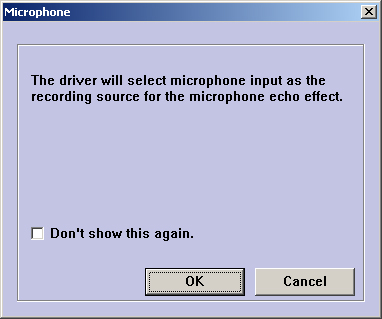 Microphone
The driver will select microphone input as the
recording source for the microphone echo effect.
Don't show this again.
OK
Cancel